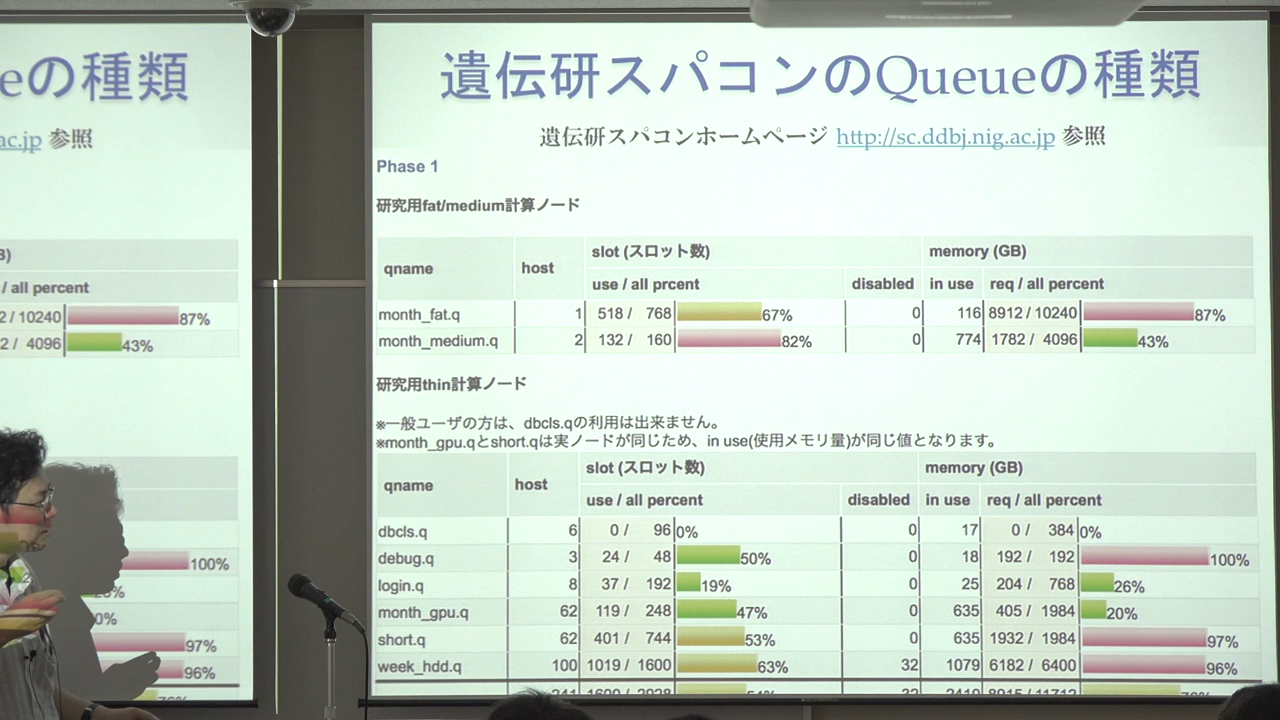 eの種類
ac.jp 参照
/ all percent
2 / 10240 87%
2 / 4096 43%
100%
97%
96%
遺伝研スパコンのQueueの種類
遺伝研スパコンホームページ http://sc.ddbj.nig.ac.jp 参照
Phase 1
研究用fat/medium計算ノード
qname host slot (スロット数) memory (GB)
use / all prcent disabled in use req / all percent
month_fat.q 1 518 / 768 67% 0 116 8912 / 10240 87%
month_medium.q 2 132 / 160 82% 0 774 1782 / 4096 43%
研究用thin計算ノード
※一般ユーザの方は、dbcls.qの利用は出来ません。
※month_gpu.qとshort.qは実ノードが同じため、in use(使用メモリ量)が同じ値となります。
qname host slot (スロット数) memory (GB)
use / all percent disabled in use req / all percent
dbcls.q 6 0 / 96 0% 0 17 0 / 384 0%
debug.q 3 24 / 48 50% 0 18 192 / 192 100%
login.q 8 37 / 192 19% 0 25 204 / 768 26%
month_gpu.q 62 119 / 248 47% 0 635 405 / 1984 20%
short.q 62 401 / 744 53% 0 635 1932 / 1984 97%
week_hdd.q 100 1019 / 1600 63% 32 1079 6182 / 6400 96%